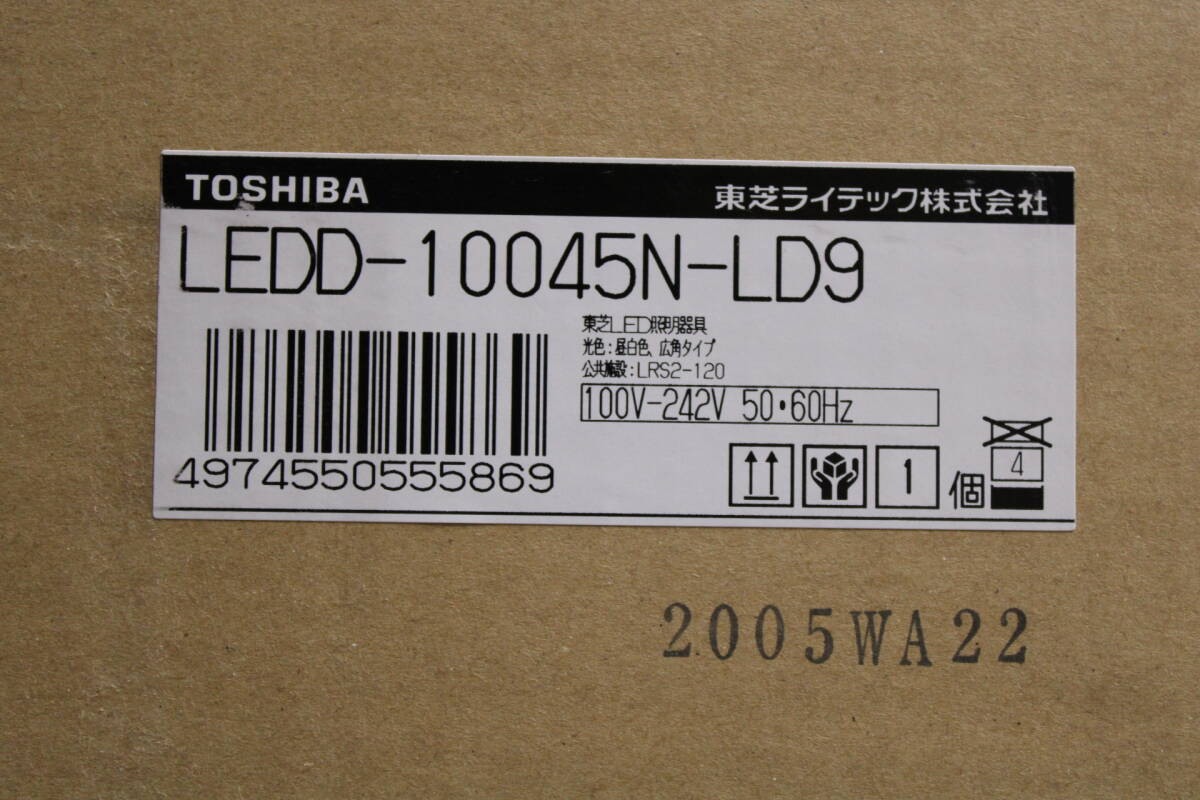 TOSHIBA 東芝ライテック株式会社
LEDD-10045N-LD9
東芝LED照明器具
光色:昼白色、広角タイプ
公共施設:LRS2-120
100V-242V 50・60Hz
4974550555869
1 個
4
2005WA22